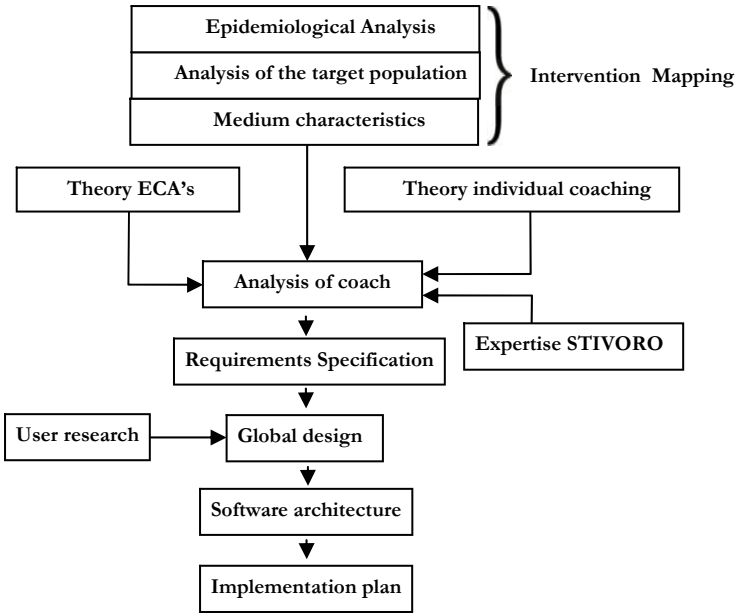 Epidemiological Analysis
Analysis of the target population
Intervention Mapping
Medium characteristics
Theory ECA's
Theory individual coaching
Analysis of coach
Expertise STIVORO
Requirements Specification
User research
Global design
Software architecture
Implementation plan